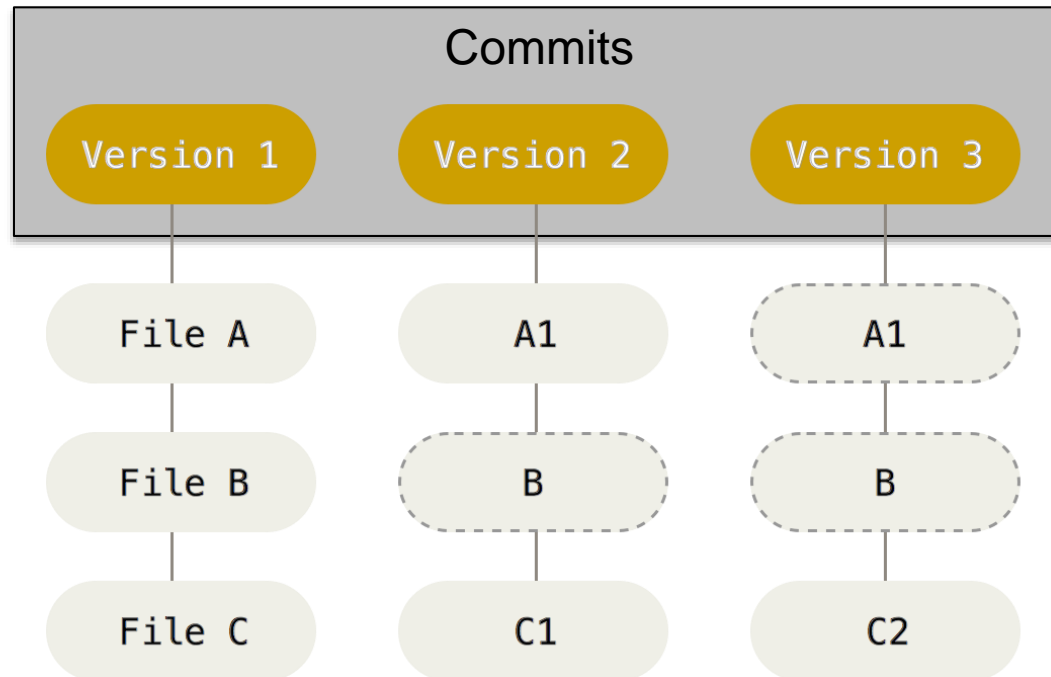 Commits
Version 1 Version 2 Version 3
File A A1 A1
File B B B
File C C1 C2